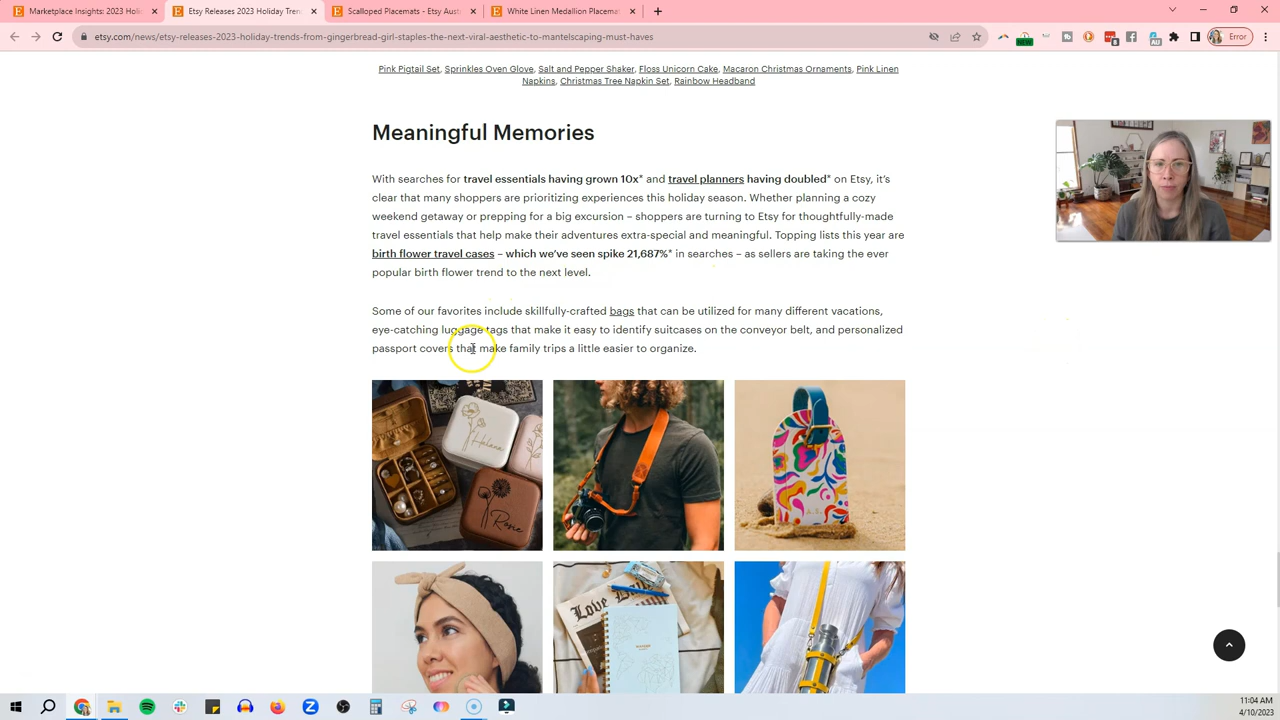 Marketplace Insights: 2023 Holi
Etsy Releases 2023 Holiday Tren
Scalloped Placemats - Etsy Aust
White Linen Medallion Placemat
etsy.com/news/etsy-releases-2023-holiday-trends-from-gingerbread-girl-staples-the-next-viral-aesthetic-to-mantelscaping-must-haves
Error
Pink Pigtail Set, Sprinkles Oven Glove, Salt and Pepper Shaker, Floss Unicorn Cake, Macaron Christmas Ornaments, Pink Linen
Napkins, Christmas Tree Napkin Set, Rainbow Headband
Meaningful Memories
With searches for travel essentials having grown 10x* and travel planners having doubled* on Etsy, it's
clear that many shoppers are prioritizing experiences this holiday season. Whether planning a cozy
weekend getaway or prepping for a big excursion – shoppers are turning to Etsy for thoughtfully-made
travel essentials that help make their adventures extra-special and meaningful. Topping lists this year are
birth flower travel cases – which we've seen spike 21,687%* in searches – as sellers are taking the ever
popular birth flower trend to the next level.
Some of our favorites include skillfully-crafted bags that can be utilized for many different vacations,
eye-catching luggage tags that make it easy to identify suitcases on the conveyor belt, and personalized
passport covers that make family trips a little easier to organize.
Helana
Rosie
Love
11:04 AM
4/10/2023